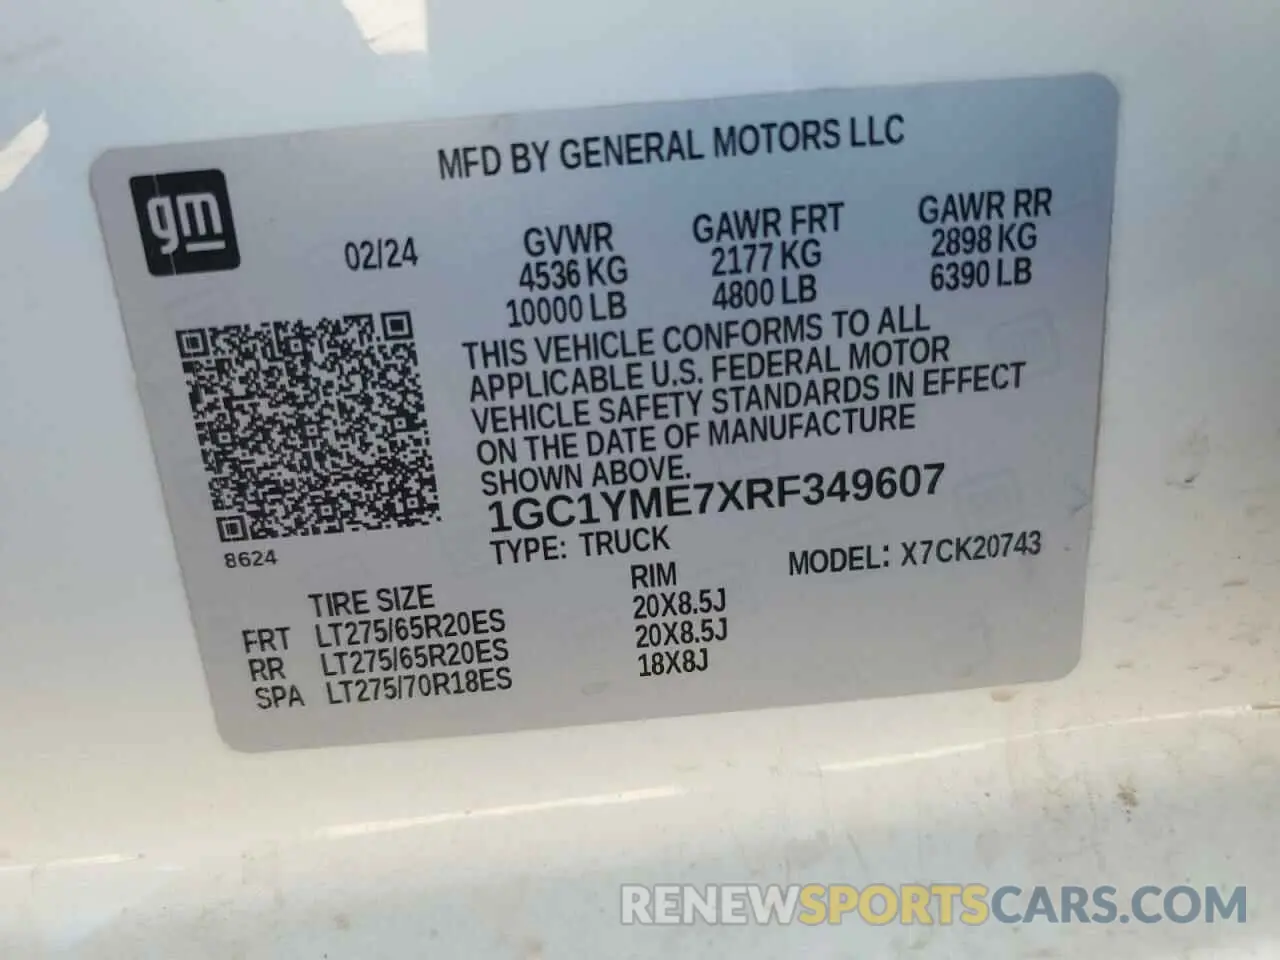 MFD BY GENERAL MOTORS LLC
gm
02/24
GVWR
4536 KG
10000 LB
GAWR FRT
2177 KG
4800 LB
GAWR RR
2898 KG
6390 LB
THIS VEHICLE CONFORMS TO ALL
APPLICABLE U.S. FEDERAL MOTOR
VEHICLE SAFETY STANDARDS IN EFFECT
ON THE DATE OF MANUFACTURE
SHOWN ABOVE.
1GC1YME7XRF349607
TYPE: TRUCK
MODEL: X7CK20743
8624
TIRE SIZE RIM
FRT LT275/65R20ES 20X8.5J
RR LT275/65R20ES 20X8.5J
SPA LT275/70R18ES 18X8J
RENEWSPORTSCARS.COM